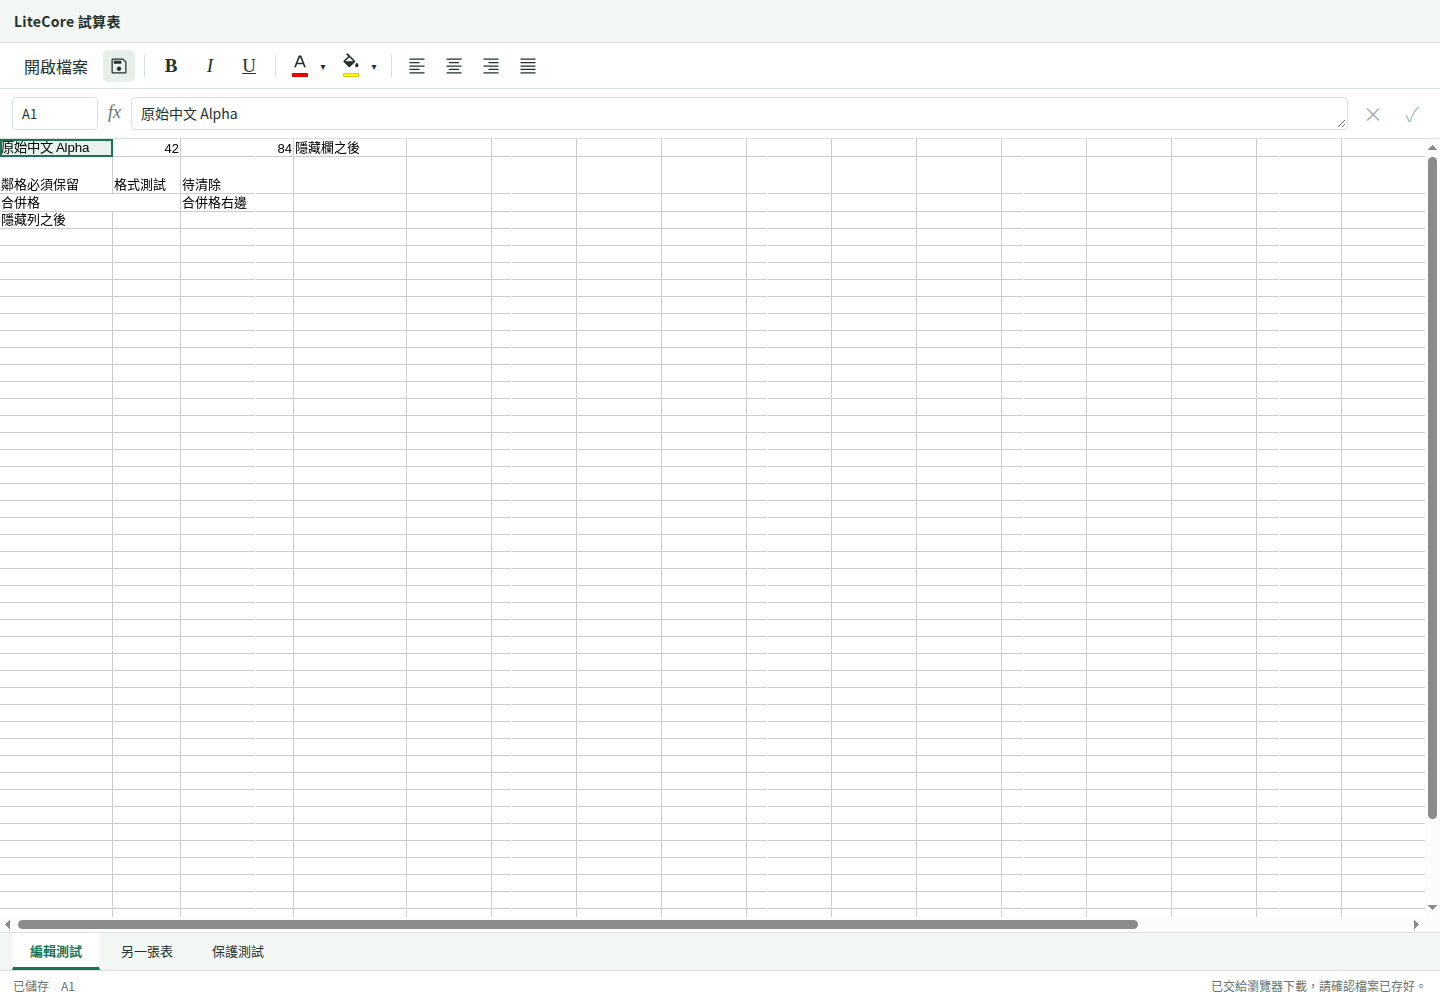 LiteCore 試算表
開啟檔案 B I U A
A1 fx 原始中文 Alpha
原始中文 Alpha 42 84 隱藏欄之後
鄰格必須保留 格式測試 待清除
合併格 合併格右邊
隱藏列之後
編輯測試 另一張表 保護測試
已儲存 A1 已交給瀏覽器下載，請確認檔案已存好。